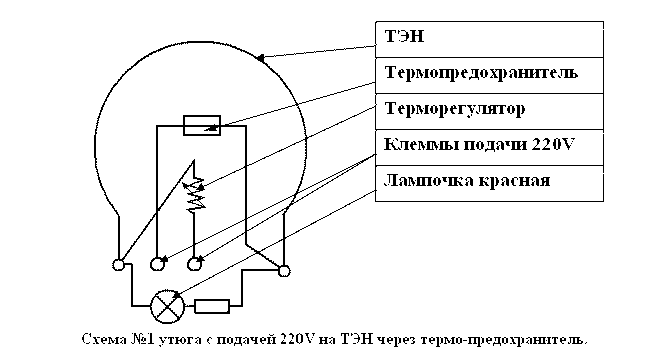 ТЭН
Термопредохранитель
Терморегулятор
Клеммы подачи 220V
Лампочка красная
Схема №1 утюга с подачей 220V на ТЭН через термо-предохранитель.